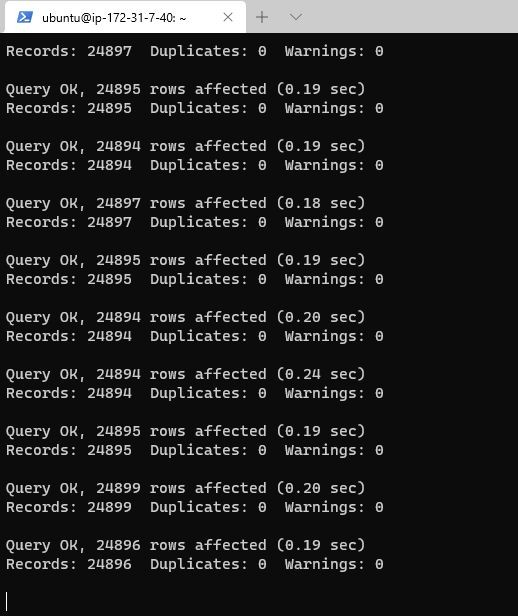 ubuntu@ip-172-31-7-40: ~
Records: 24897  Duplicates: 0  Warnings: 0
Query OK, 24895 rows affected (0.19 sec)
Records: 24895  Duplicates: 0  Warnings: 0
Query OK, 24894 rows affected (0.19 sec)
Records: 24894  Duplicates: 0  Warnings: 0
Query OK, 24897 rows affected (0.18 sec)
Records: 24897  Duplicates: 0  Warnings: 0
Query OK, 24895 rows affected (0.19 sec)
Records: 24895  Duplicates: 0  Warnings: 0
Query OK, 24894 rows affected (0.20 sec)
Records: 24894  Duplicates: 0  Warnings: 0
Query OK, 24894 rows affected (0.24 sec)
Records: 24894  Duplicates: 0  Warnings: 0
Query OK, 24895 rows affected (0.19 sec)
Records: 24895  Duplicates: 0  Warnings: 0
Query OK, 24899 rows affected (0.20 sec)
Records: 24899  Duplicates: 0  Warnings: 0
Query OK, 24896 rows affected (0.19 sec)
Records: 24896  Duplicates: 0  Warnings: 0